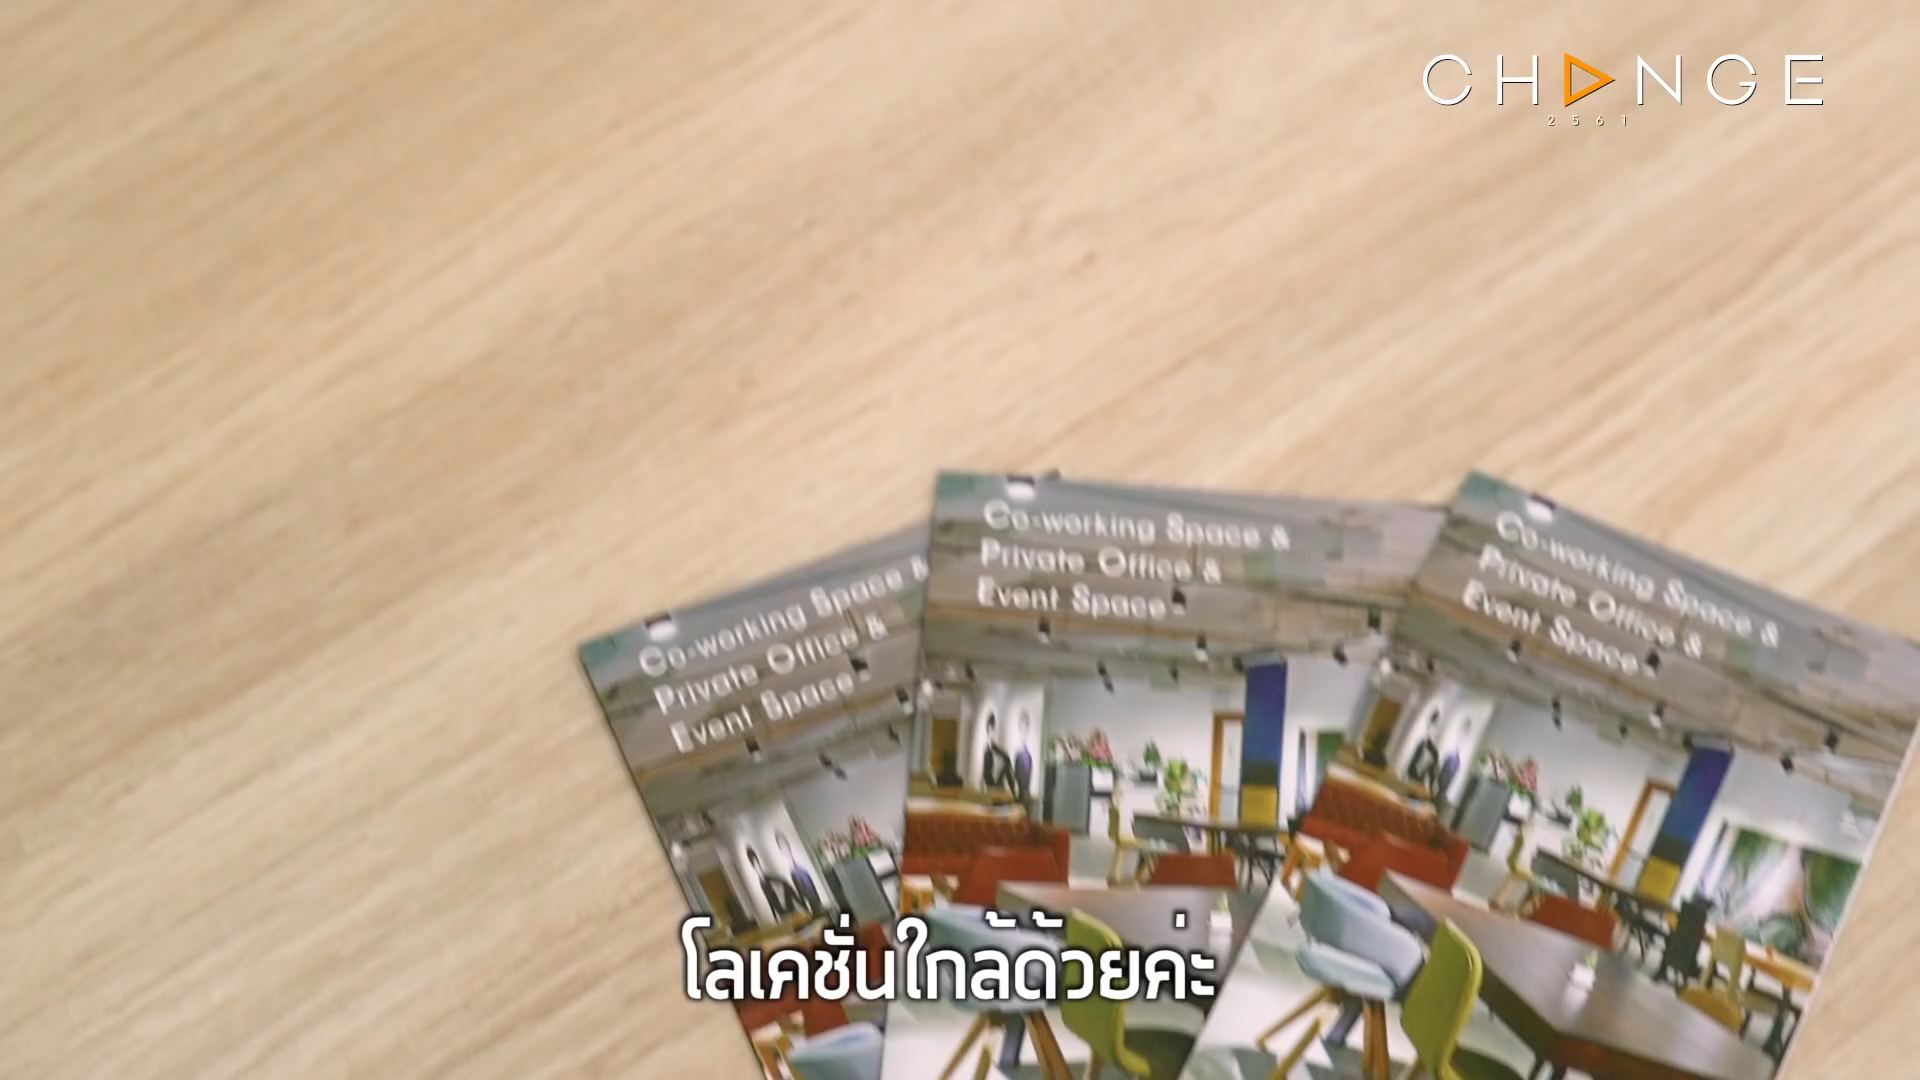 CHANGE
2561
Co-working Space &
Private Office &
Event Space
Co-working Space &
Private Office &
Event Space
Co-working Space &
Private Office &
Event Space
โลเคชั่นใกล้ด้วยค่ะ